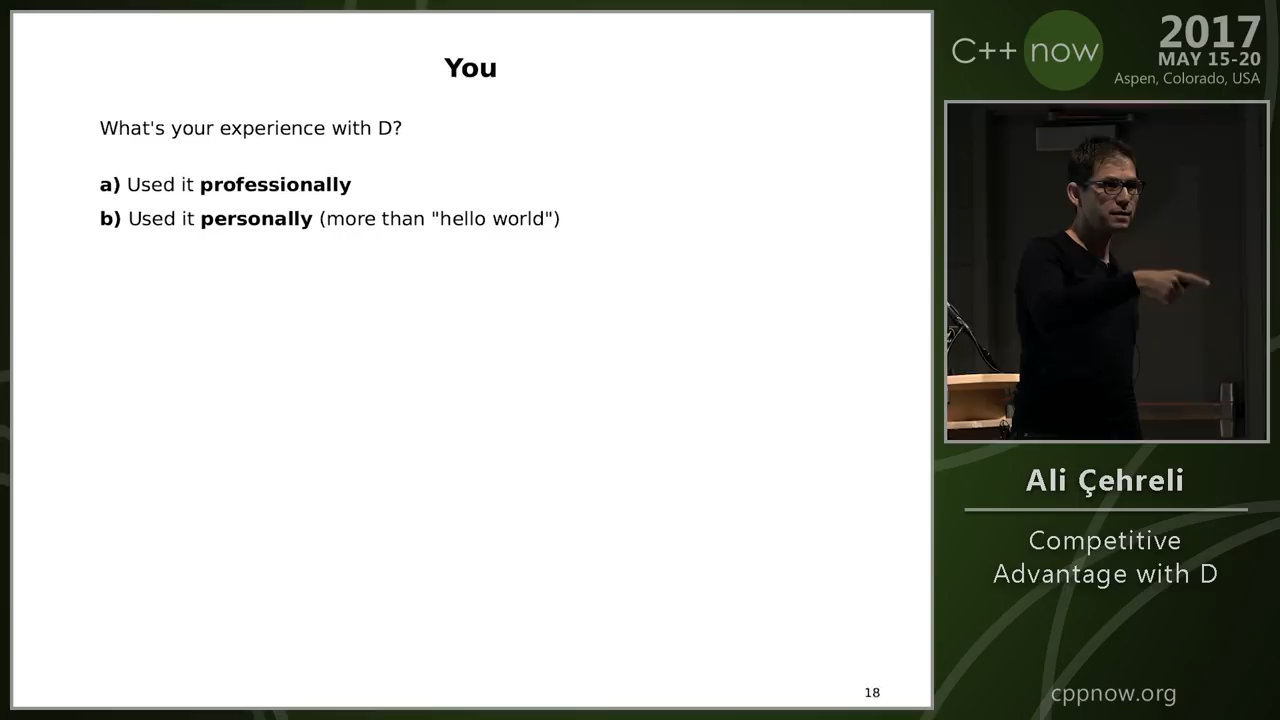 You
What's your experience with D?
a) Used it professionally
b) Used it personally (more than "hello world")
18
C++ now
2017
MAY 15-20
Aspen, Colorado, USA
Ali Çehreli
Competitive
Advantage with D
cppnow.org